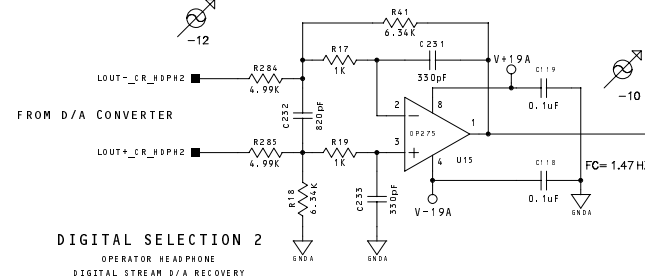 R41
6.34K
-12
R17
1K
C231
330pF
V+19A
C119
0.1uF
-10
LOUT-_CR_HDPH2
R284
4.99K
C232
820pF
2
8
1
3
4
OP275
U15
FROM D/A CONVERTER
LOUT+_CR_HDPH2
R285
4.99K
R19
1K
R18
6.34K
C233
330pF
V-19A
C118
0.1uF
FC= 1.47 H
GNDA
GNDA
GNDA
DIGITAL SELECTION 2
OPERATOR HEADPHONE
DIGITAL STREAM D/A RECOVERY